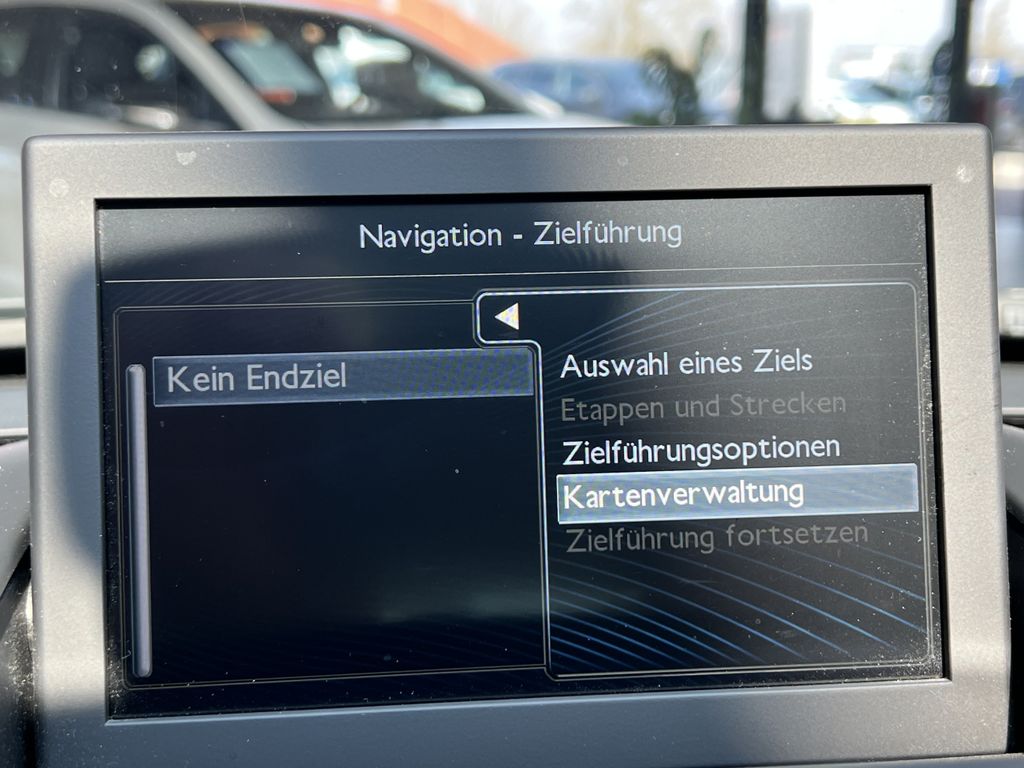 Navigation - Zielführung
Kein Endziel
Auswahl eines Ziels
Etappen und Strecken
Zielführungsoptionen
Kartenverwaltung
Zielführung fortsetzen